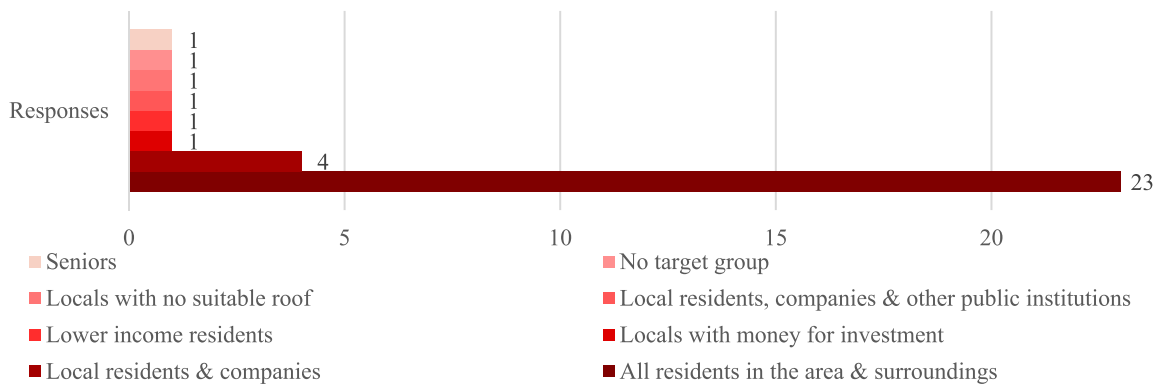 1
1
1
1
1
1
4
23
Responses
0 5 10 15 20
Seniors
No target group
Locals with no suitable roof
Local residents, companies & other public institutions
Lower income residents
Locals with money for investment
Local residents & companies
All residents in the area & surroundings